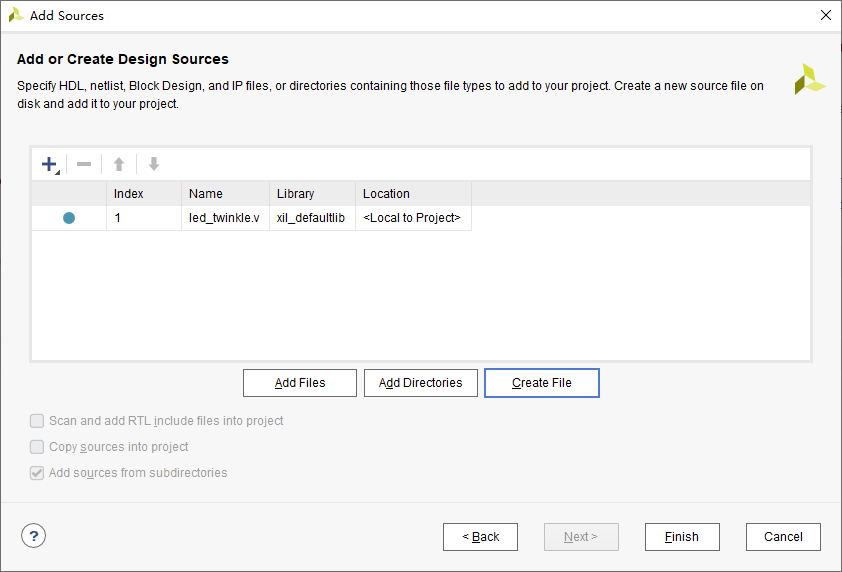 Add Sources
Add or Create Design Sources
Specify HDL, netlist, Block Design, and IP files, or directories containing those file types to add to your project. Create a new source file on
disk and add it to your project.
Index Name Library Location
1 led_twinkle.v xil_defaultlib <Local to Project>
Add Files Add Directories Create File
Scan and add RTL include files into project
Copy sources into project
Add sources from subdirectories
? < Back Next > Finish Cancel